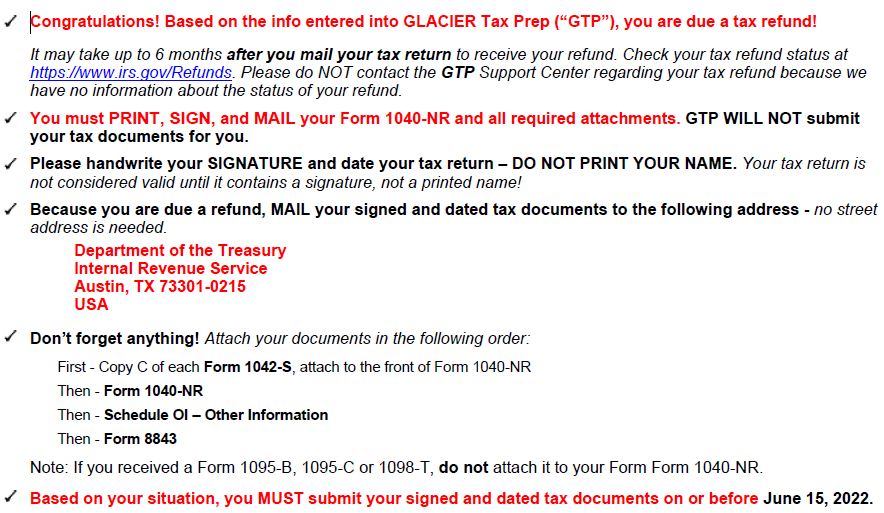 ✓ Congratulations! Based on the info entered into GLACIER Tax Prep (“GTP”), you are due a tax refund!
It may take up to 6 months after you mail your tax return to receive your refund. Check your tax refund status at
https://www.irs.gov/Refunds. Please do NOT contact the GTP Support Center regarding your tax refund because we
have no information about the status of your refund.
✓ You must PRINT, SIGN, and MAIL your Form 1040-NR and all required attachments. GTP WILL NOT submit
your tax documents for you.
✓ Please handwrite your SIGNATURE and date your tax return – DO NOT PRINT YOUR NAME. Your tax return is
not considered valid until it contains a signature, not a printed name!
✓ Because you are due a refund, MAIL your signed and dated tax documents to the following address - no street
address is needed.
Department of the Treasury
Internal Revenue Service
Austin, TX 73301-0215
USA
✓ Don’t forget anything! Attach your documents in the following order:
First - Copy C of each Form 1042-S, attach to the front of Form 1040-NR
Then - Form 1040-NR
Then - Schedule OI – Other Information
Then - Form 8843
Note: If you received a Form 1095-B, 1095-C or 1098-T, do not attach it to your Form Form 1040-NR.
✓ Based on your situation, you MUST submit your signed and dated tax documents on or before June 15, 2022.